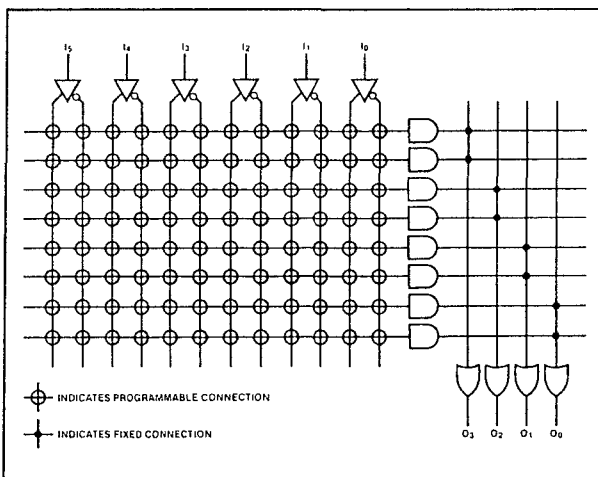 I5 I4 I3 I2 I1 I0
INDICATES PROGRAMMABLE CONNECTION
INDICATES FIXED CONNECTION
O3 O2 O1 O0